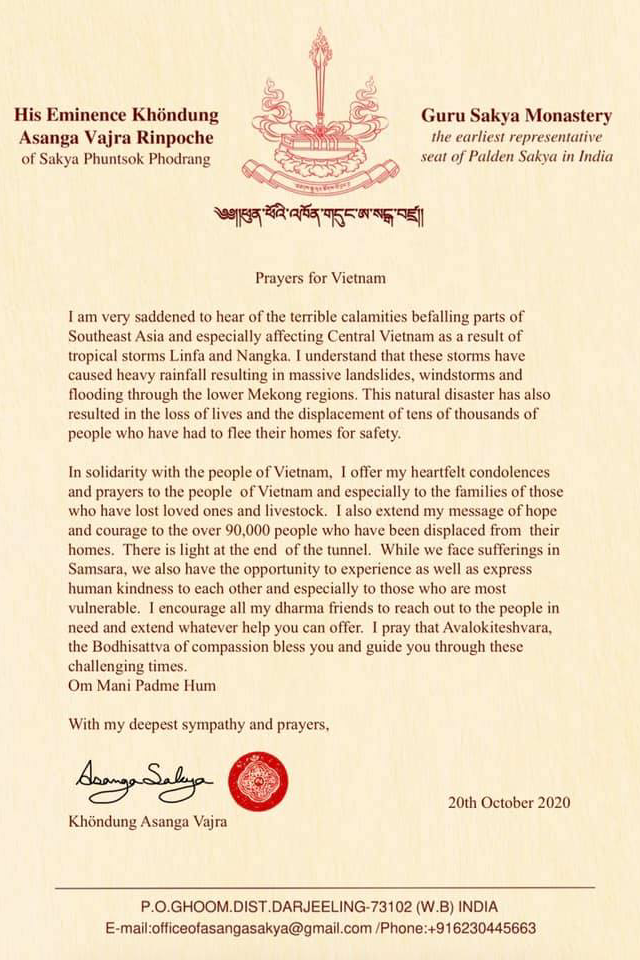 His Eminence Khöndung
Asanga Vajra Rinpoche
of Sakya Phuntsok Phodrang
Guru Sakya Monastery
the earliest representative
seat of Palden Sakya in India
༄༅།།ཕུན་ཕོའི་འཁོན་གདུང་ཨ་སངྒ་བཛྲ།།
Prayers for Vietnam
I am very saddened to hear of the terrible calamities befalling parts of
Southeast Asia and especially affecting Central Vietnam as a result of
tropical storms Linfa and Nangka. I understand that these storms have
caused heavy rainfall resulting in massive landslides, windstorms and
flooding through the lower Mekong regions. This natural disaster has also
resulted in the loss of lives and the displacement of tens of thousands of
people who have had to flee their homes for safety.
In solidarity with the people of Vietnam,  I offer my heartfelt condolences
and prayers to the people  of Vietnam and especially to the families of those
who have lost loved ones and livestock.  I also extend my message of hope
and courage to the over 90,000 people who have been displaced from  their
homes.  There is light at the end  of the tunnel.  While we face sufferings in
Samsara, we also have the opportunity to experience as well as express
human kindness to each other and especially to those who are most
vulnerable.  I encourage all my dharma friends to reach out to the people in
need and extend whatever help you can offer.  I pray that Avalokiteshvara,
the Bodhisattva of compassion bless you and guide you through these
challenging times.
Om Mani Padme Hum
With my deepest sympathy and prayers,
Asanga Sakya
Khöndung Asanga Vajra
20th October 2020
P.O.GHOOM.DIST.DARJEELING-73102 (W.B) INDIA
E-mail:officeofasangasakya@gmail.com /Phone:+916230445663